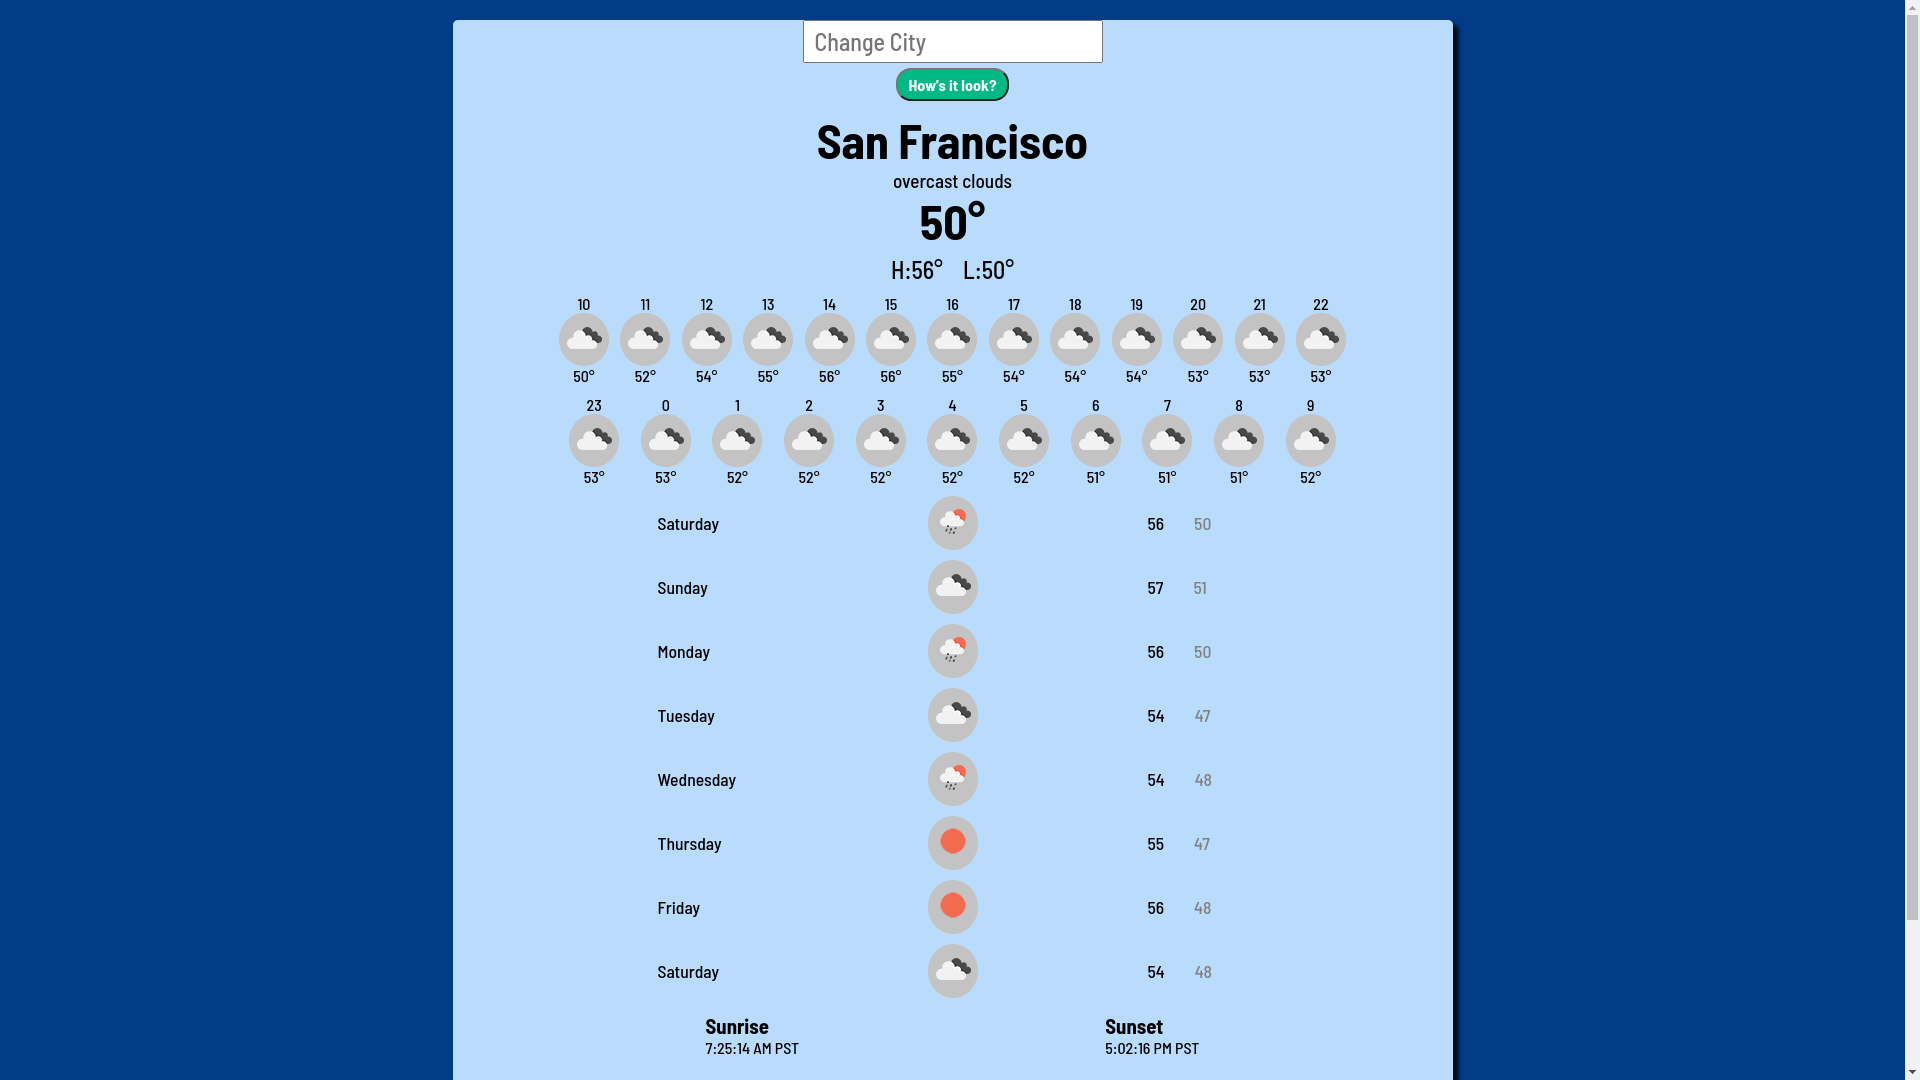 Change City
How's it look?
San Francisco
overcast clouds
50°
H:56° L:50°
10 11 12 13 14 15 16 17 18 19 20 21 22
50° 52° 54° 55° 56° 56° 55° 54° 54° 54° 53° 53° 53°
23 0 1 2 3 4 5 6 7 8 9
53° 53° 52° 52° 52° 52° 52° 51° 51° 51° 52°
Saturday 56 50
Sunday 57 51
Monday 56 50
Tuesday 54 47
Wednesday 54 48
Thursday 55 47
Friday 56 48
Saturday 54 48
Sunrise Sunset
7:25:14 AM PST 5:02:16 PM PST